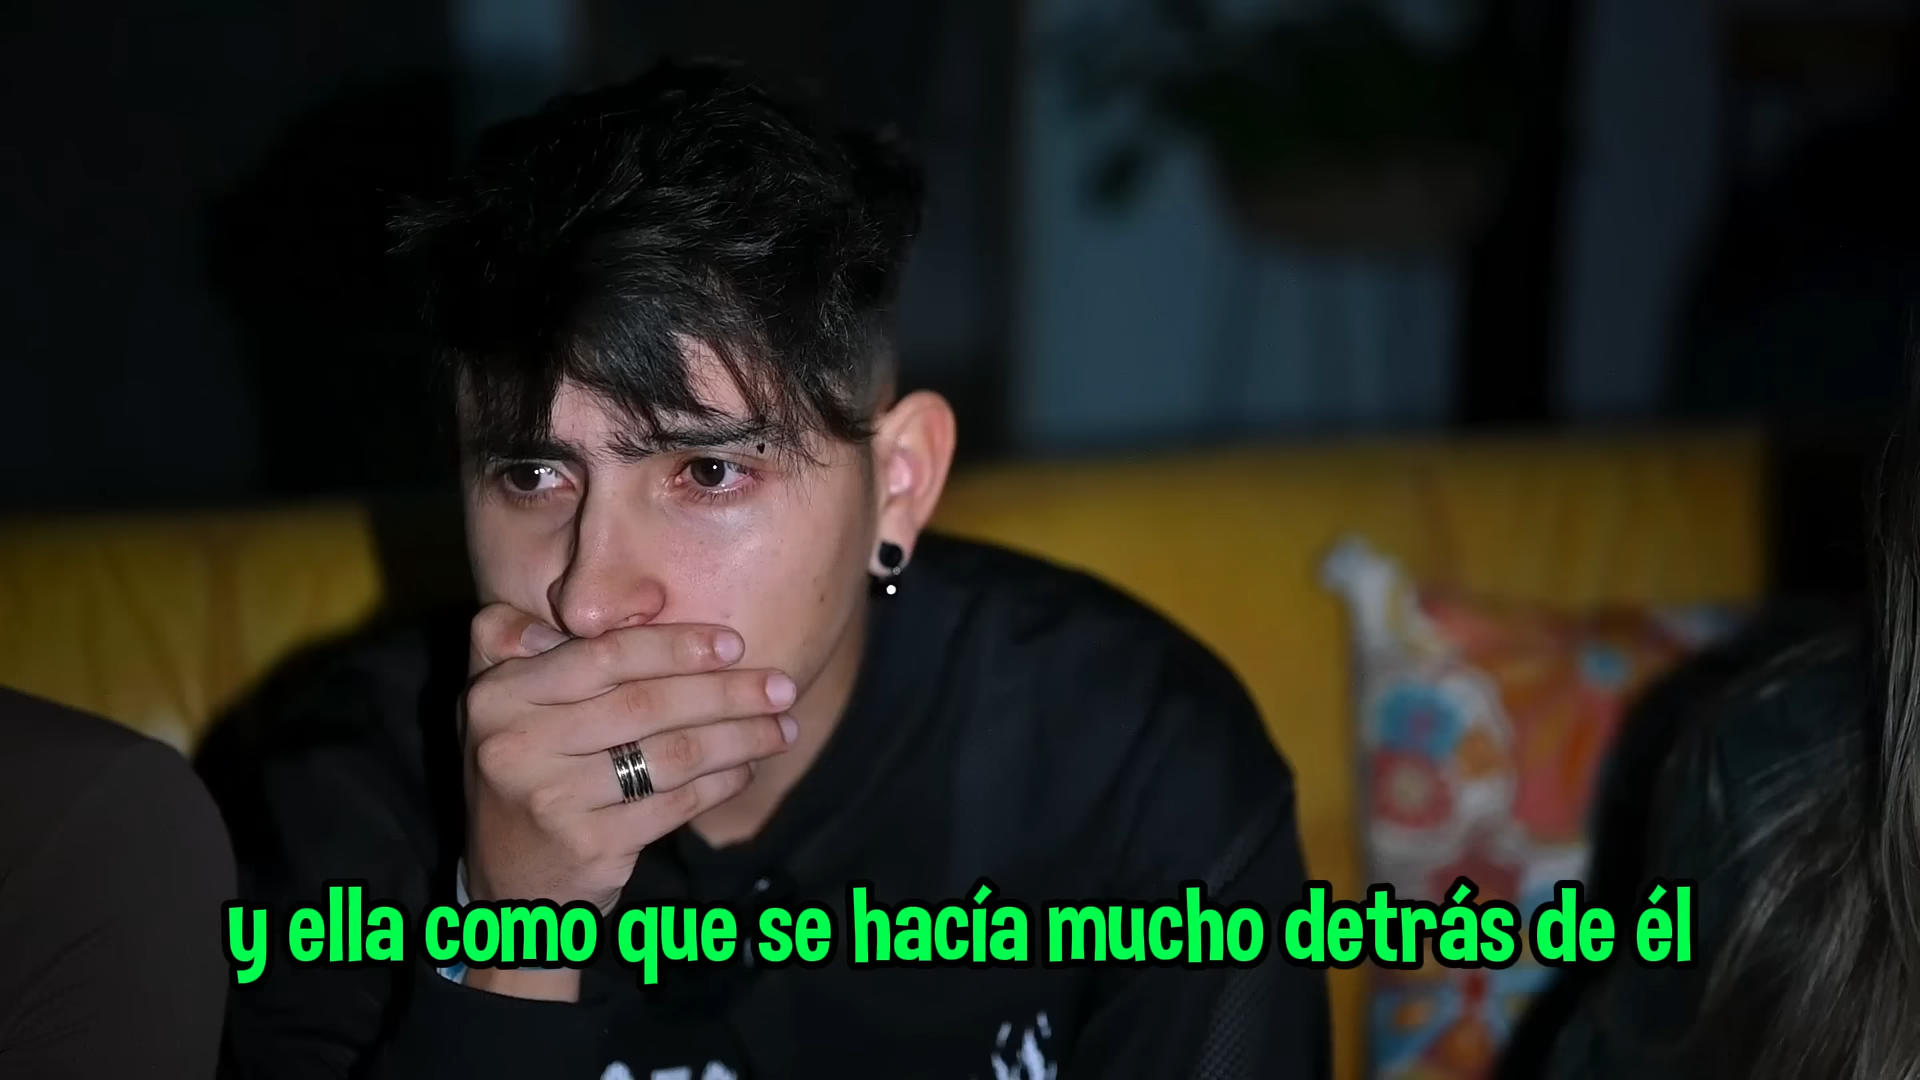 y ella como que se hacía mucho detrás de él